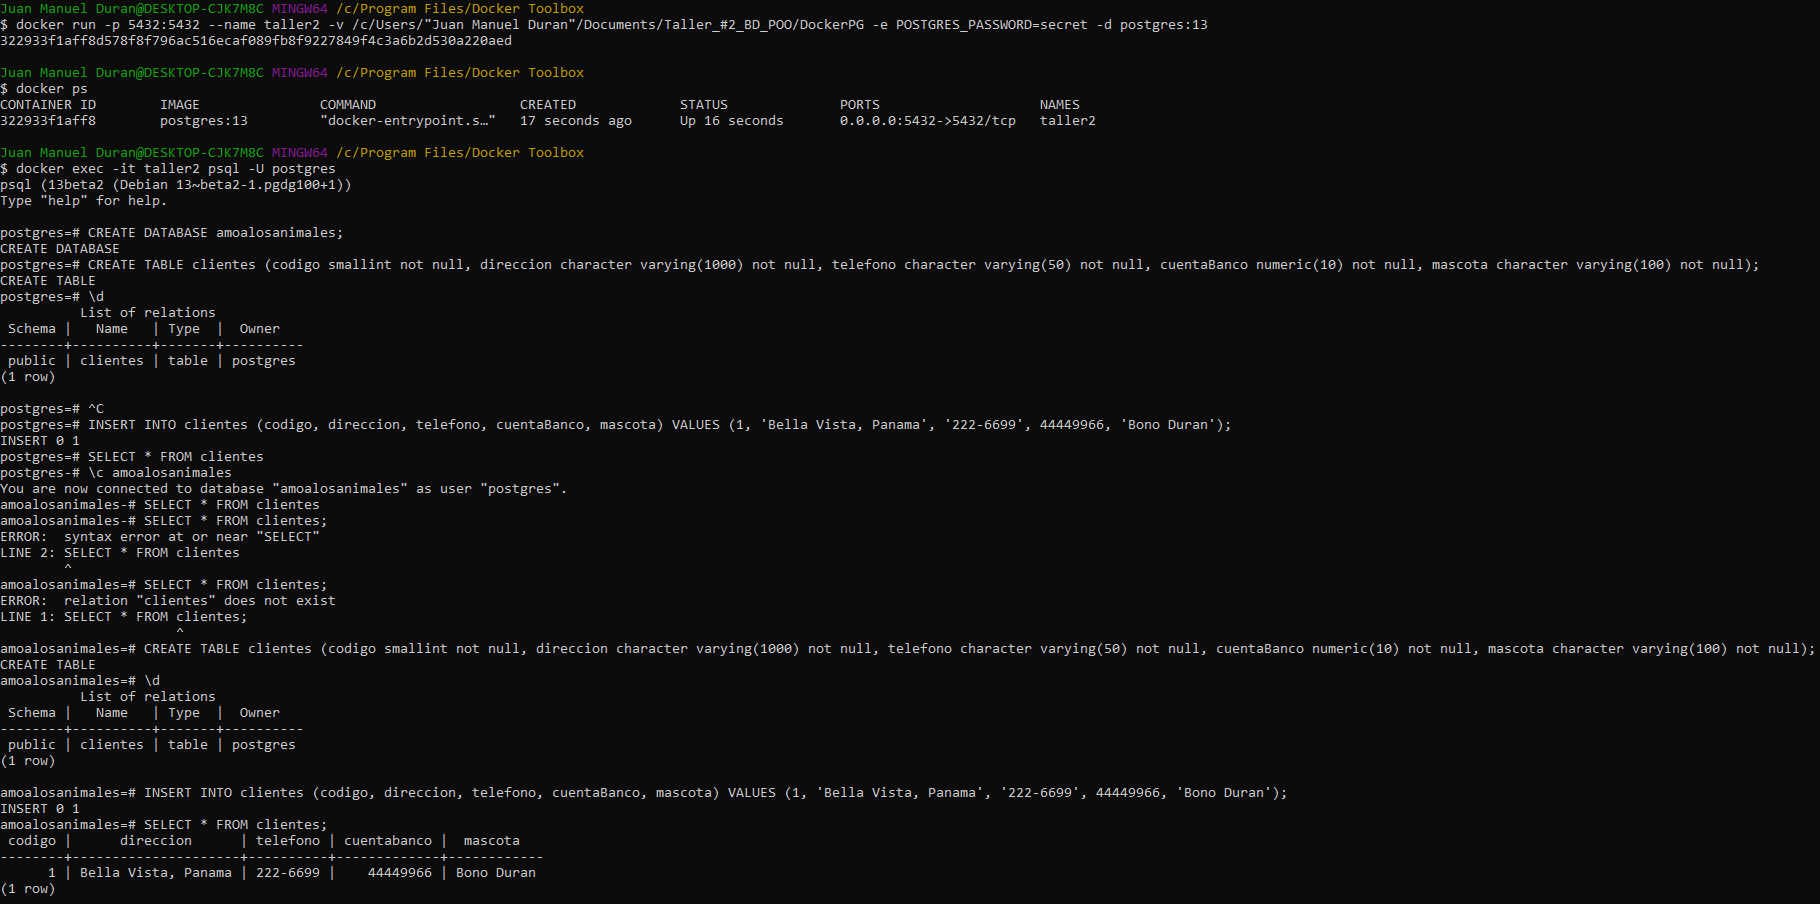 Juan Manuel Duran@DESKTOP-CJK7M8C MINGW64 /c/Program Files/Docker Toolbox
$ docker run -p 5432:5432 --name taller2 -v /c/Users/"Juan Manuel Duran"/Documents/Taller_#2_BD_POO/DockerPG -e POSTGRES_PASSWORD=secret -d postgres:13
322933f1aff8d578f8f796ac516ecaf089fb8f9227849f4c3a6b2d530a220aed

Juan Manuel Duran@DESKTOP-CJK7M8C MINGW64 /c/Program Files/Docker Toolbox
$ docker ps
CONTAINER ID        IMAGE               COMMAND                  CREATED             STATUS              PORTS                    NAMES
322933f1aff8        postgres:13         "docker-entrypoint.s…"   17 seconds ago      Up 16 seconds       0.0.0.0:5432->5432/tcp   taller2

Juan Manuel Duran@DESKTOP-CJK7M8C MINGW64 /c/Program Files/Docker Toolbox
$ docker exec -it taller2 psql -U postgres
psql (13beta2 (Debian 13~beta2-1.pgdg100+1))
Type "help" for help.

postgres=# CREATE DATABASE amoalosanimales;
CREATE DATABASE
postgres=# CREATE TABLE clientes (codigo smallint not null, direccion character varying(1000) not null, telefono character varying(50) not null, cuentaBanco numeric(10) not null, mascota character varying(100) not null);
CREATE TABLE
postgres=# \d
          List of relations
 Schema |   Name   | Type  |  Owner
--------+----------+-------+----------
 public | clientes | table | postgres
(1 row)

postgres=# ^C
postgres=# INSERT INTO clientes (codigo, direccion, telefono, cuentaBanco, mascota) VALUES (1, 'Bella Vista, Panama', '222-6699', 44449966, 'Bono Duran');
INSERT 0 1
postgres=# SELECT * FROM clientes
postgres-# \c amoalosanimales
You are now connected to database "amoalosanimales" as user "postgres".
amoalosanimales-# SELECT * FROM clientes
amoalosanimales-# SELECT * FROM clientes;
ERROR:  syntax error at or near "SELECT"
LINE 2: SELECT * FROM clientes
        ^
amoalosanimales=# SELECT * FROM clientes;
ERROR:  relation "clientes" does not exist
LINE 1: SELECT * FROM clientes;
                      ^
amoalosanimales=# CREATE TABLE clientes (codigo smallint not null, direccion character varying(1000) not null, telefono character varying(50) not null, cuentaBanco numeric(10) not null, mascota character varying(100) not null);
CREATE TABLE
amoalosanimales=# \d
          List of relations
 Schema |   Name   | Type  |  Owner
--------+----------+-------+----------
 public | clientes | table | postgres
(1 row)

amoalosanimales=# INSERT INTO clientes (codigo, direccion, telefono, cuentaBanco, mascota) VALUES (1, 'Bella Vista, Panama', '222-6699', 44449966, 'Bono Duran');
INSERT 0 1
amoalosanimales=# SELECT * FROM clientes;
 codigo |      direccion      | telefono | cuentabanco |  mascota
--------+---------------------+----------+-------------+------------
      1 | Bella Vista, Panama | 222-6699 |    44449966 | Bono Duran
(1 row)